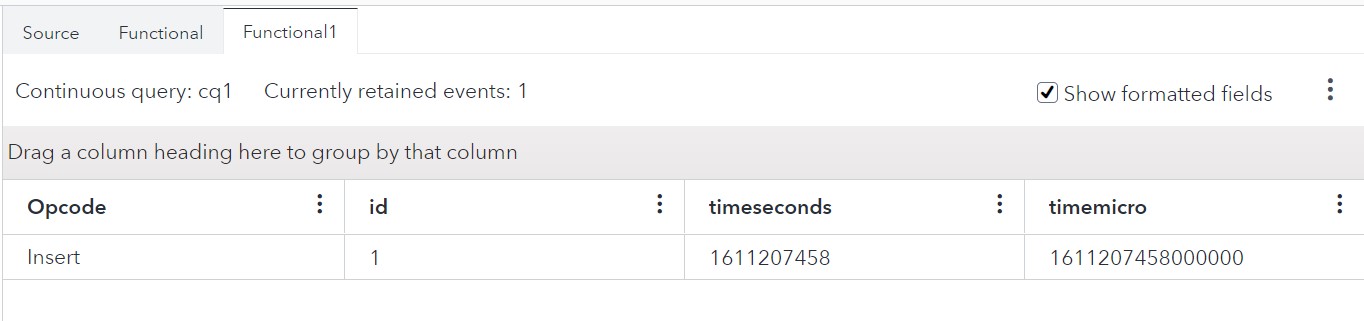 Source Functional Functional1
Continuous query: cq1 Currently retained events: 1 Show formatted fields
Drag a column heading here to group by that column
Opcode id timeseconds timemicro
Insert 1 1611207458 1611207458000000